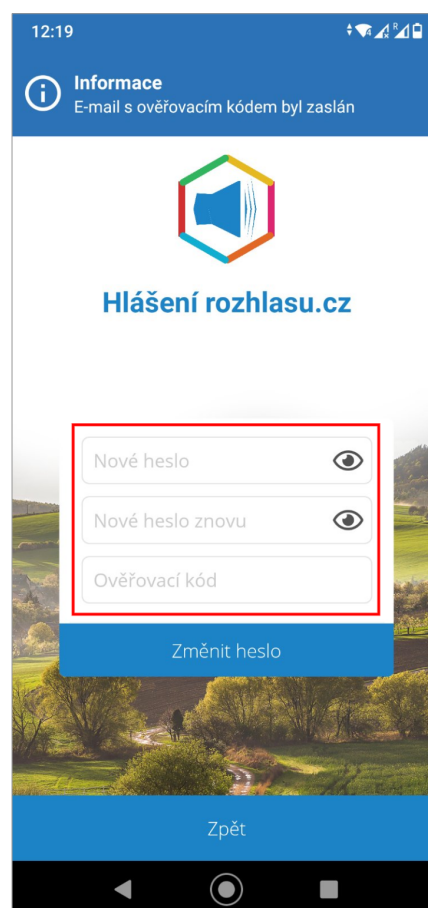 12:19
Informace
E-mail s ověřovacím kódem byl zaslán
Hlášení rozhlasu.cz
Nové heslo
Nové heslo znovu
Ověřovací kód
Změnit heslo
Zpět